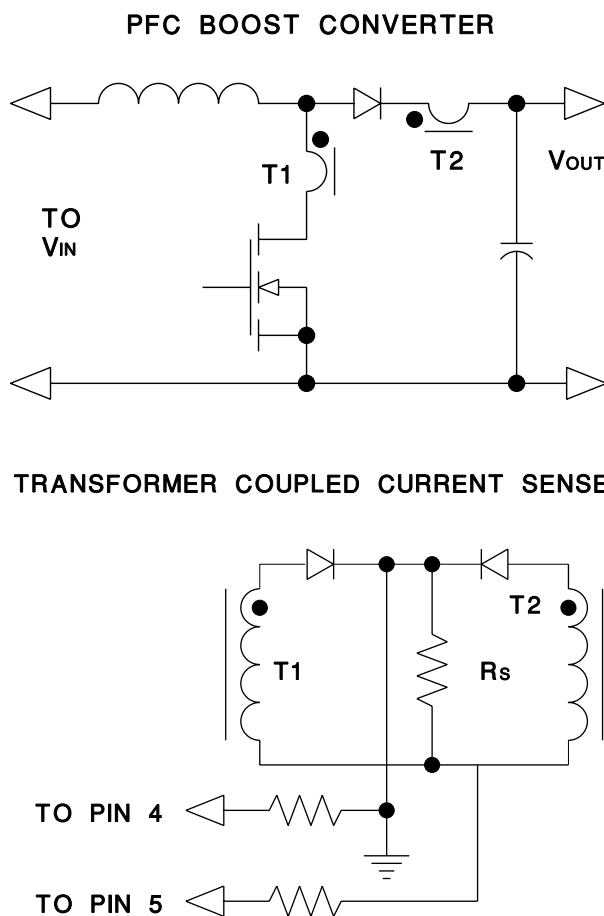 PFC BOOST CONVERTER
T1
T2
VOUT
TO
VIN
TRANSFORMER COUPLED CURRENT SENSE
T2
T1
RS
TO PIN 4
TO PIN 5